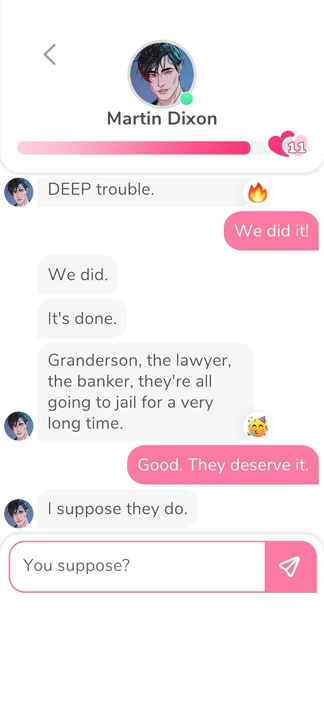 Martin Dixon
11
DEEP trouble.
We did it!
We did.
It's done.
Granderson, the lawyer,
the banker, they're all
going to jail for a very
long time.
Good. They deserve it.
I suppose they do.
You suppose?